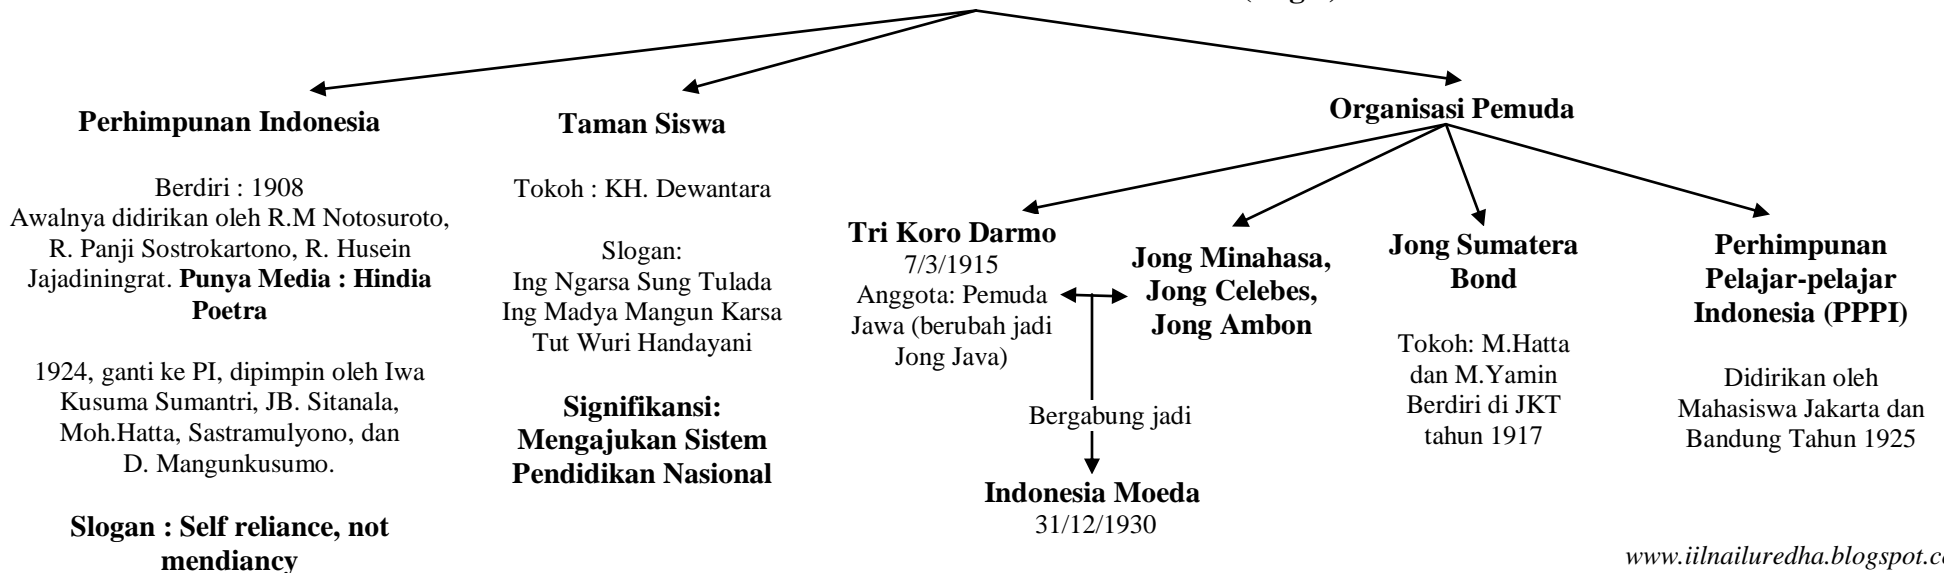 Perhimpunan Indonesia
Berdiri : 1908
Awalnya didirikan oleh R.M Notosuroto,
R. Panji Sostrokartono, R. Husein
Jajadiningrat. Punya Media : Hindia
Poetra
1924, ganti ke PI, dipimpin oleh Iwa
Kusuma Sumantri, JB. Sitanala,
Moh.Hatta, Sastramulyono, dan
D. Mangunkusumo.
Slogan : Self reliance, not
mendiancy
Taman Siswa
Tokoh : KH. Dewantara
Slogan:
Ing Ngarsa Sung Tulada
Ing Madya Mangun Karsa
Tut Wuri Handayani
Signifikansi:
Mengajukan Sistem
Pendidikan Nasional
Organisasi Pemuda
Tri Koro Darmo
7/3/1915
Anggota: Pemuda
Jawa (berubah jadi
Jong Java)
Jong Minahasa,
Jong Celebes,
Jong Ambon
Bergabung jadi
Indonesia Moeda
31/12/1930
Jong Sumatera
Bond
Tokoh: M.Hatta
dan M.Yamin
Berdiri di JKT
tahun 1917
Perhimpunan
Pelajar-pelajar
Indonesia (PPPI)
Didirikan oleh
Mahasiswa Jakarta dan
Bandung Tahun 1925
www.iilnailuredha.blogspot.co